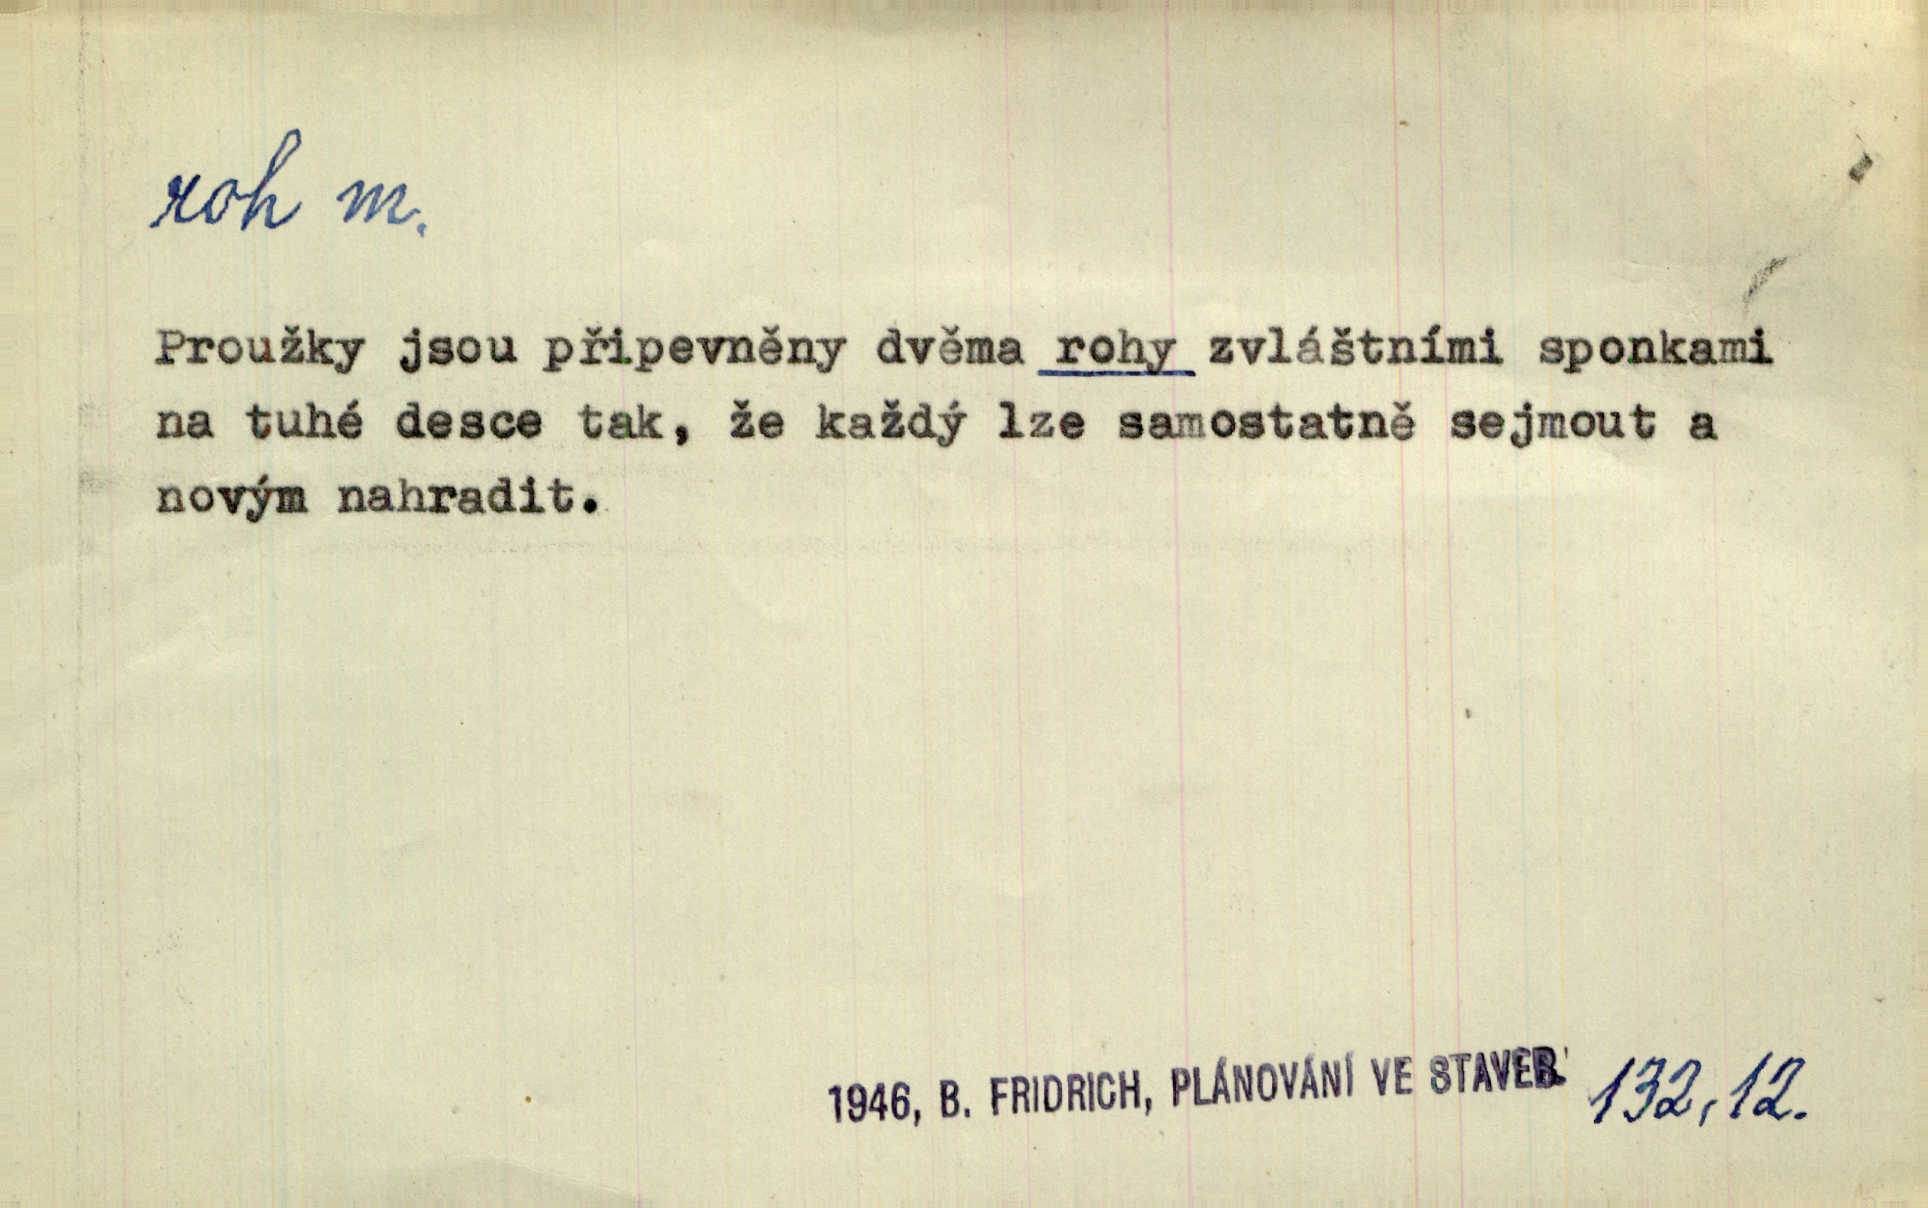 roh m.
Proužky jsou připevněny dvěma rohy zvláštními sponkami
na tuhé desce tak, že každý lze samostatně sejmout a
novým nahradit.
1946, B. FRIDRICH, PLÁNOVÁNÍ VE STAVEB. 132, 12.